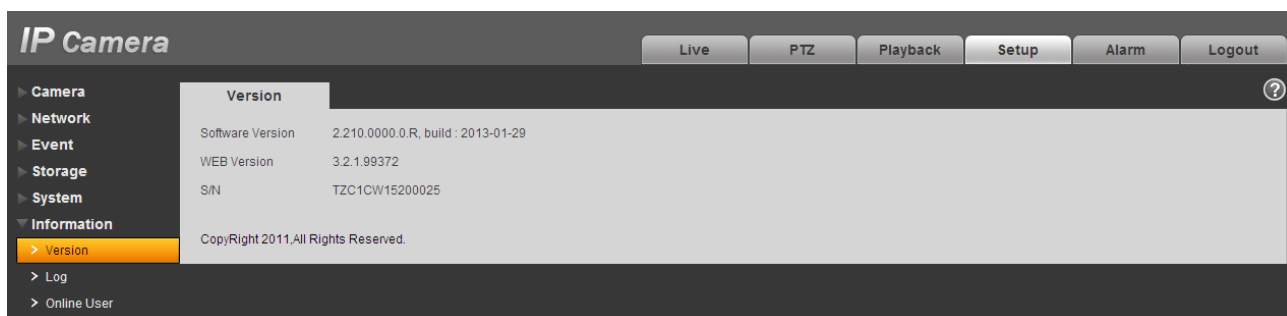 IP Camera
Live PTZ Playback Setup Alarm Logout
Camera
Network
Event
Storage
System
Information
Version
Log
Online User
Version
?
Software Version 2.210.0000.0.R, build : 2013-01-29
WEB Version 3.2.1.99372
S/N TZC1CW15200025
CopyRight 2011,All Rights Reserved.